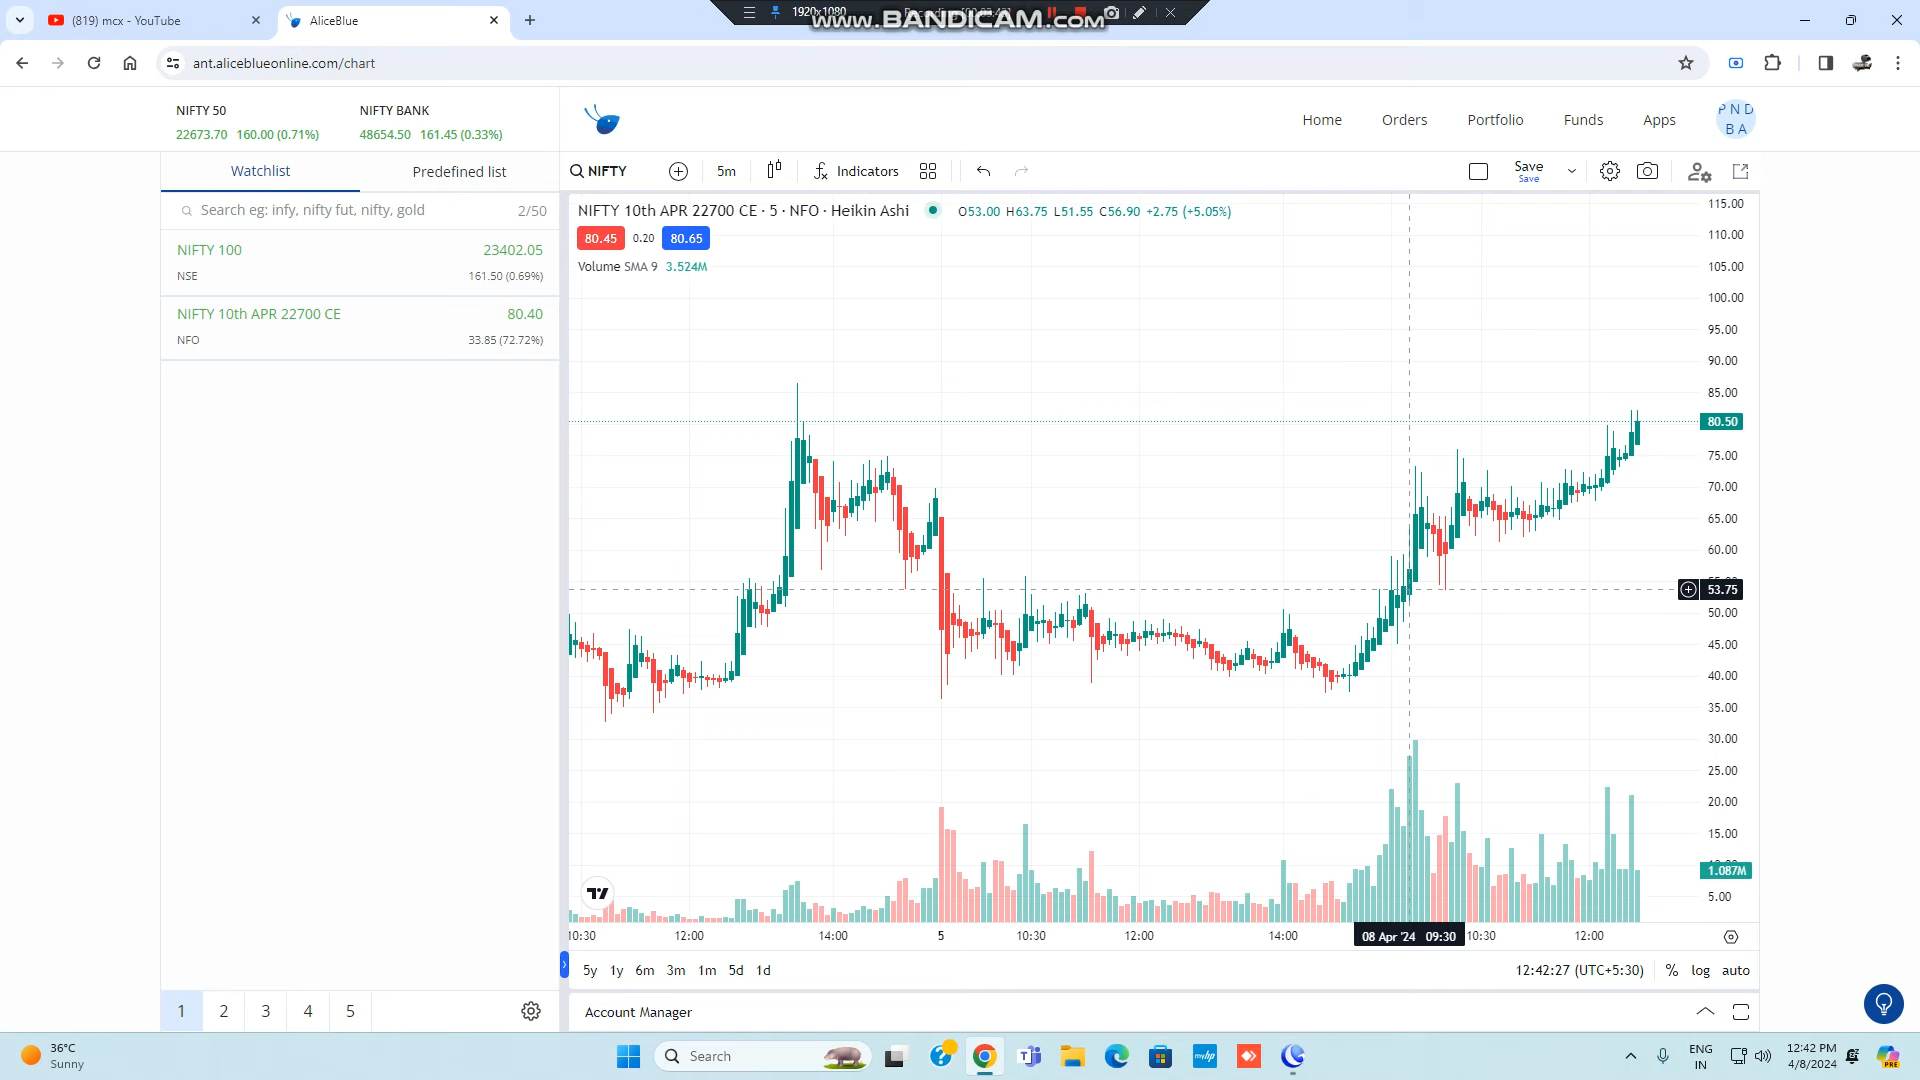 (819) mcx - YouTube
AliceBlue
1920x1080
www.BANDICAM.com
ant.aliceblueonline.com/chart
NIFTY 50
22673.70 160.00 (0.71%)
NIFTY BANK
48654.50 161.45 (0.33%)
Home
Orders
Portfolio
Funds
Apps
P N D
B A
Watchlist
Predefined list
Search eg: infy, nifty fut, nifty, gold
2/50
NIFTY 100
23402.05
NSE
161.50 (0.69%)
NIFTY 10th APR 22700 CE
80.40
NFO
33.85 (72.72%)
NIFTY
5m
Indicators
Save
Save
NIFTY 10th APR 22700 CE · 5 · NFO · Heikin Ashi
O53.00 H63.75 L51.55 C56.90 +2.75 (+5.05%)
80.45
0.20
80.65
Volume SMA 9 3.524M
115.00
110.00
105.00
100.00
95.00
90.00
85.00
80.50
75.00
70.00
65.00
60.00
53.75
50.00
45.00
40.00
35.00
30.00
25.00
20.00
15.00
1.087M
5.00
10:30
12:00
14:00
5
10:30
12:00
14:00
08 Apr '24 09:30
10:30
12:00
5y 1y 6m 3m 1m 5d 1d
12:42:27 (UTC+5:30)
%
log
auto
1
2
3
4
5
Account Manager
36°C
Sunny
Search
myhp
ENG
IN
12:42 PM
4/8/2024
PRE